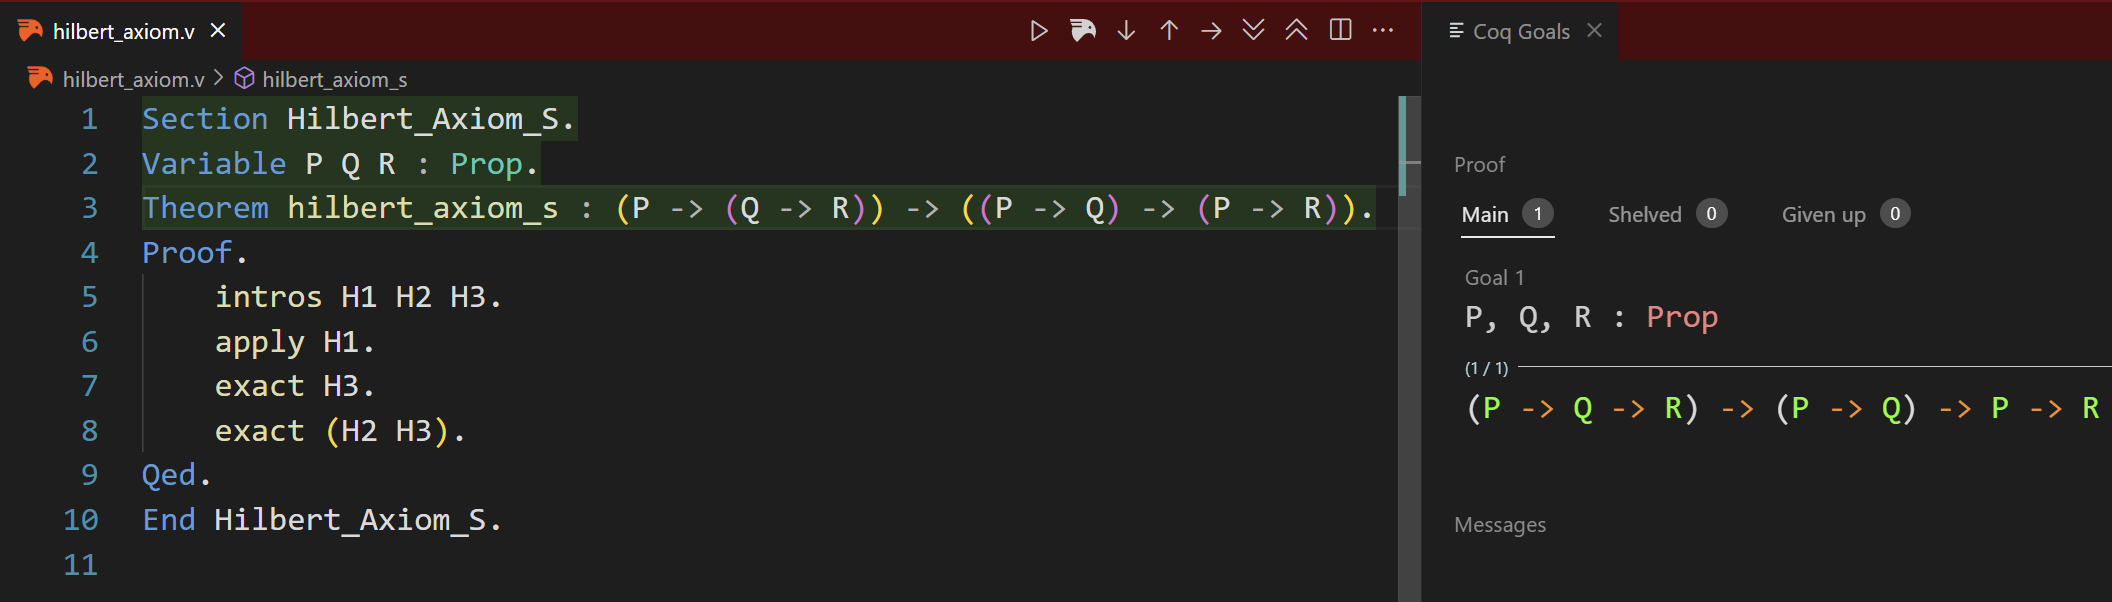 hilbert_axiom.v
hilbert_axiom.v > hilbert_axiom_s
1 Section Hilbert_Axiom_S.
2 Variable P Q R : Prop.
3 Theorem hilbert_axiom_s : (P -> (Q -> R)) -> ((P -> Q) -> (P -> R)).
4 Proof.
5 intros H1 H2 H3.
6 apply H1.
7 exact H3.
8 exact (H2 H3).
9 Qed.
10 End Hilbert_Axiom_S.
11
Coq Goals
Proof
Main 1 Shelved 0 Given up 0
Goal 1
P, Q, R : Prop
(1 / 1)
(P -> Q -> R) -> (P -> Q) -> P -> R
Messages